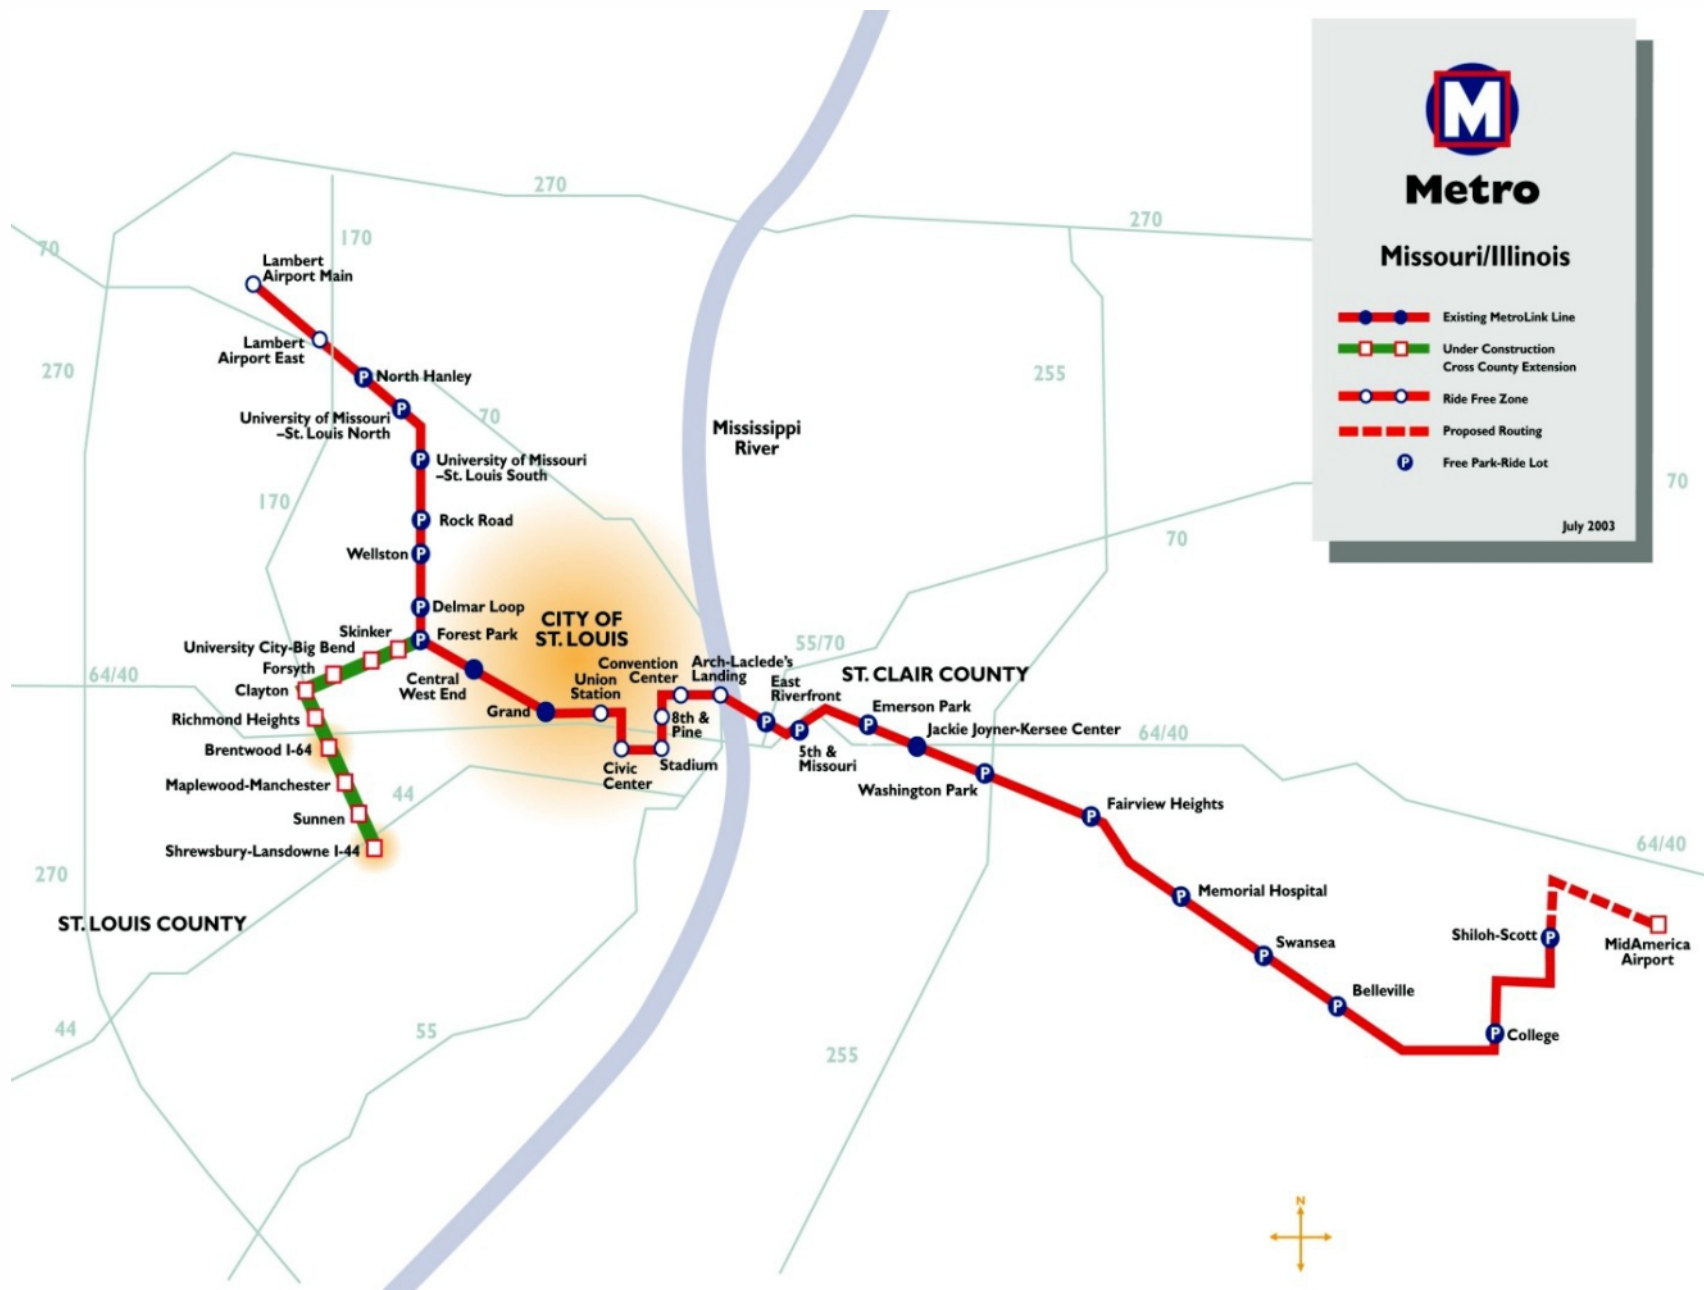 M
Metro
Missouri/Illinois
Existing MetroLink Line
Under Construction
Cross County Extension
Ride Free Zone
Proposed Routing
P
Free Park-Ride Lot
July 2003
270
270
70
170
Lambert
Airport Main
Lambert
Airport East
P
North Hanley
270
255
P
University of Missouri
–St. Louis North
70
Mississippi
River
P
University of Missouri
–St. Louis South
70
170
P
Rock Road
70
P
Wellston
P
Delmar Loop
CITY OF
ST. LOUIS
P
Forest Park
Skinker
University City-Big Bend
Forsyth
Clayton
64/40
Richmond Heights
Brentwood I-64
Maplewood-Manchester
Sunnen
Shrewsbury-Lansdowne I-44
44
Central
West End
Grand
Union
Station
Convention
Center
8th &
Pine
Civic
Center
Stadium
Arch-Laclede's
Landing
55/70
ST. CLAIR COUNTY
P
East
Riverfront
P
5th &
Missouri
P
Emerson Park
Jackie Joyner-Kersee Center
64/40
P
Washington Park
P
Fairview Heights
64/40
P
Memorial Hospital
P
Swansea
P
Belleville
P
College
P
Shiloh-Scott
MidAmerica
Airport
270
ST. LOUIS COUNTY
44
55
255
N